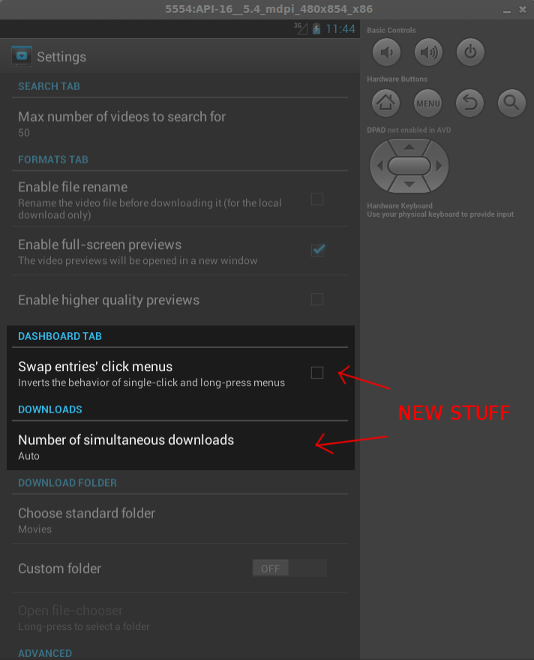 5554:API-16__5.4_mdpi_480x854_x86
3G 11:44
Settings
SEARCH TAB
Max number of videos to search for
50
FORMATS TAB
Enable file rename
Rename the video file before downloading it (for the local
download only)
Enable full-screen previews
The video previews will be opened in a new window
Enable higher quality previews
DASHBOARD TAB
Swap entries' click menus
Inverts the behavior of single-click and long-press menus
DOWNLOADS
Number of simultaneous downloads
Auto
DOWNLOAD FOLDER
Choose standard folder
Movies
Custom folder
OFF
Open file-chooser
Long-press to select a folder
ADVANCED
Basic Controls
Hardware Buttons
MENU
DPAD not enabled in AVD
Hardware Keyboard
Use your physical keyboard to provide input
NEW STUFF